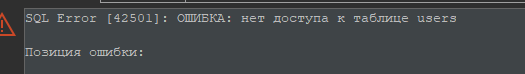 SQL Error [42501]: ОШИБКА: нет доступа к таблице users
Позиция ошибки: